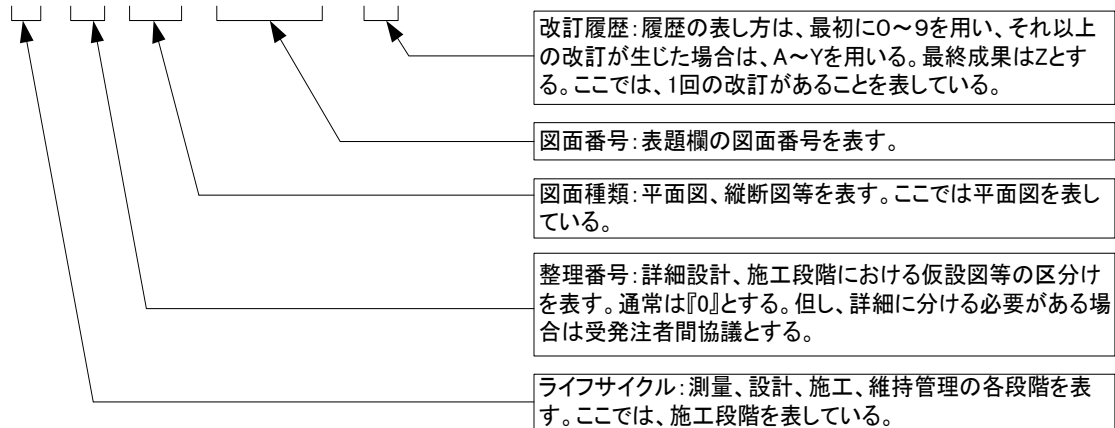 改訂履歴:履歴の表し方は、最初に0～9を用い、それ以上
の改訂が生じた場合は、A～Yを用いる。最終成果はZとす
る。ここでは、1回の改訂があることを表している。
図面番号:表題欄の図面番号を表す。
図面種類:平面図、縦断図等を表す。ここでは平面図を表し
ている。
整理番号:詳細設計、施工段階における仮設図等の区分け
を表す。通常は『0』とする。但し、詳細に分ける必要がある場
合は受発注者間協議とする。
ライフサイクル:測量、設計、施工、維持管理の各段階を表
す。ここでは、施工段階を表している。